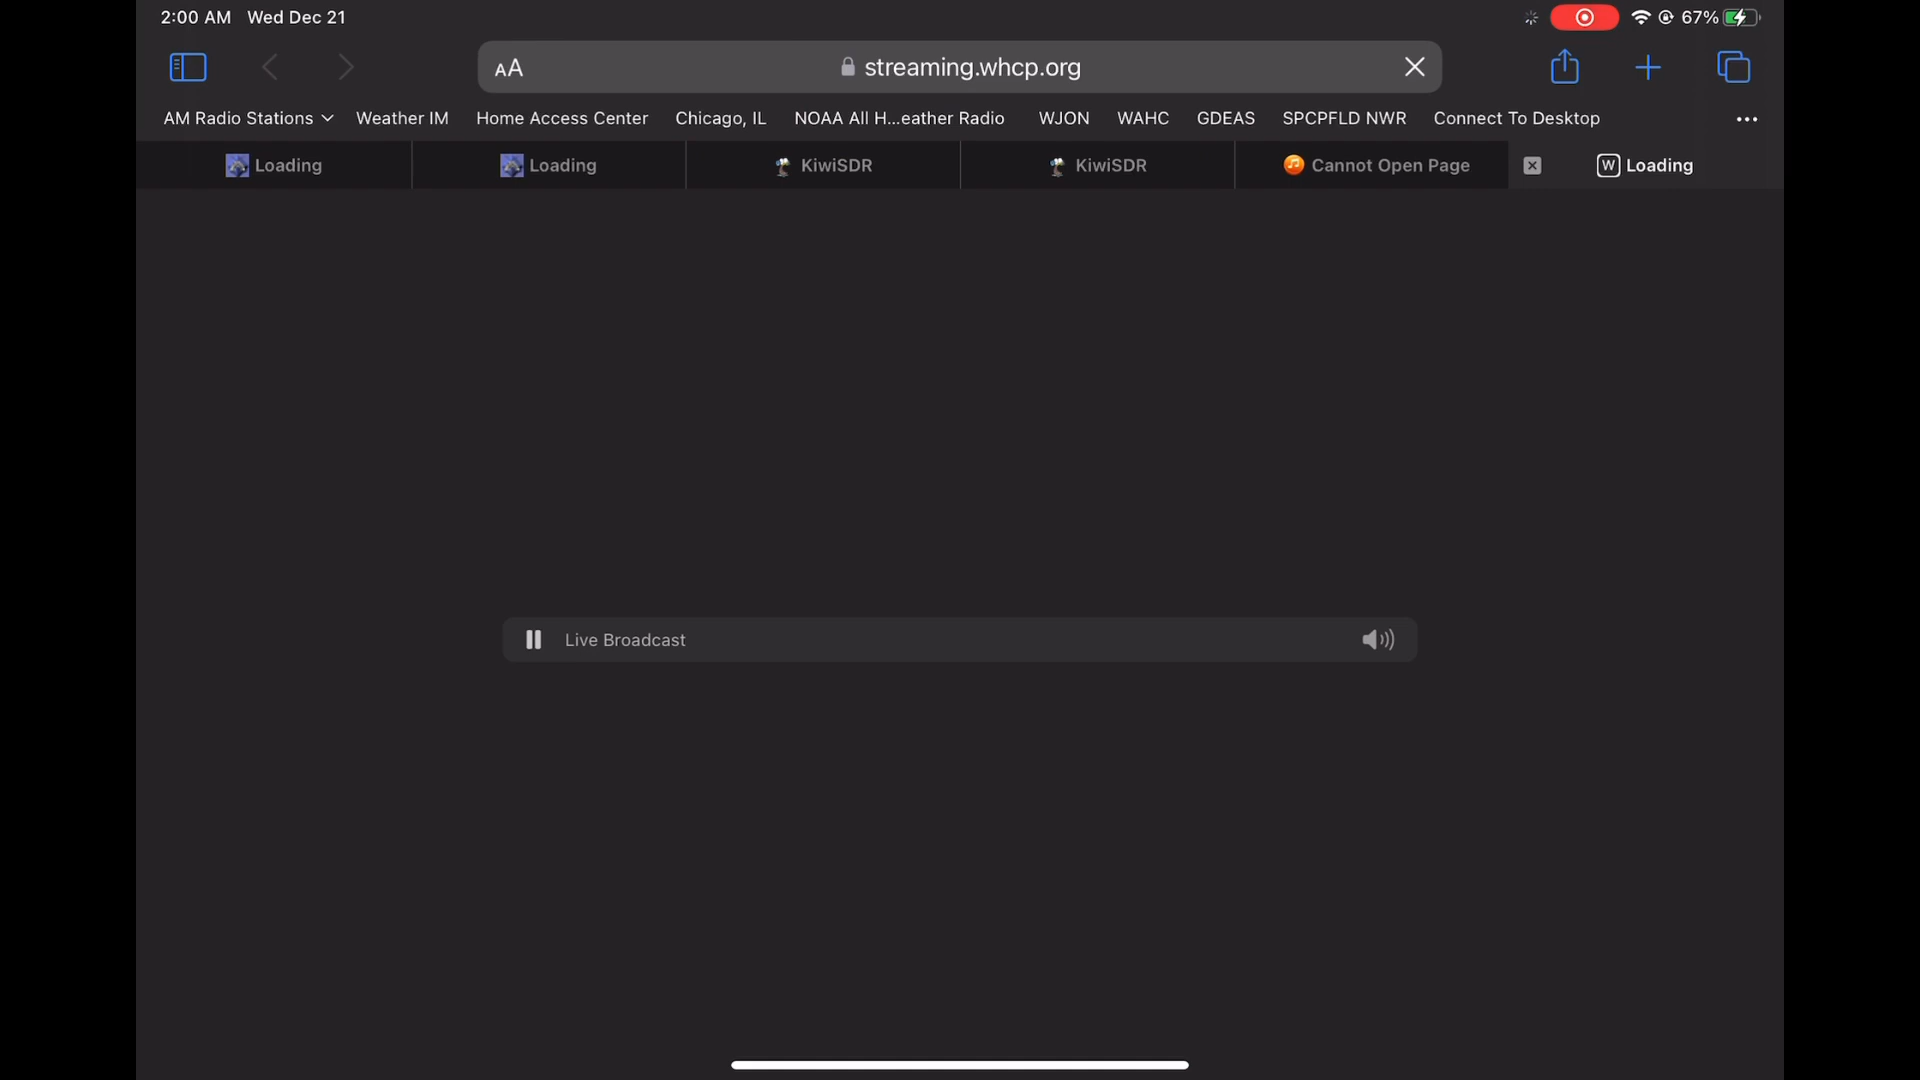 2:00 AM Wed Dec 21 67%
AA streaming.whcp.org
AM Radio Stations Weather IM Home Access Center Chicago, IL NOAA All H...eather Radio WJON WAHC GDEAS SPCPFLD NWR Connect To Desktop
Loading Loading KiwiSDR KiwiSDR Cannot Open Page W Loading
Live Broadcast